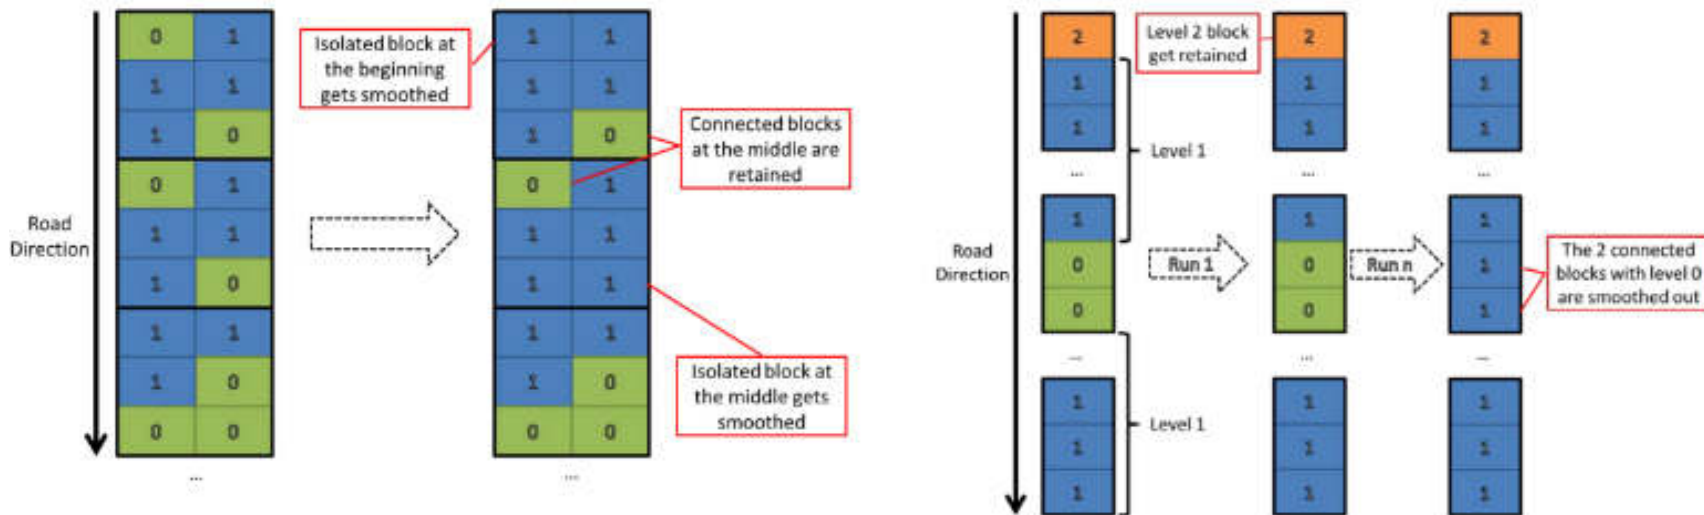 Road
Direction
0 1
1 1
1 0
0 1
1 1
1 0
1 1
1 0
0 0
...
Isolated block at
the beginning
gets smoothed
1 1
1 1
1 0
0 1
1 1
1 1
1 1
1 0
0 0
...
Connected blocks
at the middle are
retained
Isolated block at
the middle gets
smoothed
Road
Direction
2
1
1
...
1
0
0
...
1
1
1
Level 1
Level 1
Run 1
Level 2 block
get retained
2
1
1
...
1
0
0
...
1
1
1
Run n
2
1
1
...
1
1
1
...
1
1
1
The 2 connected
blocks with level 0
are smoothed out